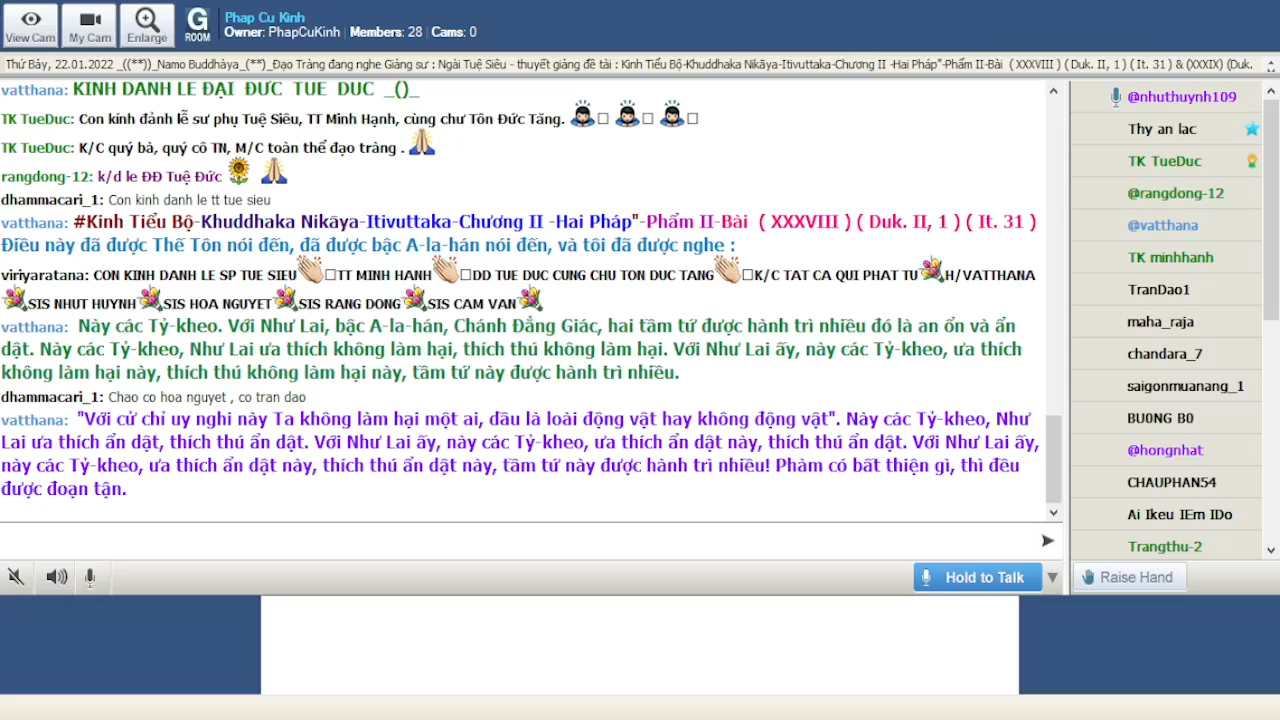 View Cam
My Cam
Enlarge
G
ROOM
Phap Cu Kinh
Owner: PhapCuKinh | Members: 28 | Cams: 0
Thứ Bảy, 22.01.2022 _((**))_Namo Buddhàya_(**)_Đạo Tràng đang nghe Giảng sư : Ngài Tuệ Siêu - thuyết giảng đề tài : Kinh Tiểu Bộ-Khuddhaka Nikãya-Itivuttaka-Chương II -Hai Pháp"-Phẩm II-Bài ( XXXVIII ) ( Duk. II, 1 ) ( It. 31 ) & (XXXIX) (Duk.
vatthana: KINH DANH LE ĐẠI ĐƯC TUE DUC _()_
TK TueDuc: Con kính đảnh lễ sư phụ Tuệ Siêu, TT Minh Hạnh, cùng chư Tôn Đức Tăng.
TK TueDuc: K/C quý bà, quý cô TN, M/C toàn thể đạo tràng .
rangdong-12: k/d le ĐĐ Tuệ Đức
dhammacari_1: Con kinh danh le tt tue sieu
vatthana: #Kinh Tiểu Bộ-Khuddhaka Nikãya-Itivuttaka-Chương II -Hai Pháp"-Phẩm II-Bài ( XXXVIII ) ( Duk. II, 1 ) ( It. 31 )
Ðiều này đã được Thế Tôn nói đến, đã được bậc A-la-hán nói đến, và tôi đã được nghe :
viriyaratana: CON KINH DANH LE SP TUE SIEU TT MINH HANH DD TUE DUC CUNG CHU TON DUC TANG K/C TAT CA QUI PHAT TU H/VATTHANA
SIS NHUT HUYNH SIS HOA NGUYET SIS RANG DONG SIS CAM VAN
vatthana: Này các Tỷ-kheo. Với Như Lai, bậc A-la-hán, Chánh Ðẳng Giác, hai tầm tứ được hành trì nhiều đó là an ổn và ẩn
dật. Này các Tỷ-kheo, Như Lai ưa thích không làm hại, thích thú không làm hại. Với Như Lai ấy, này các Tỷ-kheo, ưa thích
không làm hại này, thích thú không làm hại này, tầm tứ này được hành trì nhiều.
dhammacari_1: Chao co hoa nguyet , co tran dao
vatthana: "Với cử chỉ uy nghi này Ta không làm hại một ai, dầu là loài động vật hay không động vật". Này các Tỷ-kheo, Như
Lai ưa thích ẩn dật, thích thú ẩn dật. Với Như Lai ấy, này các Tỷ-kheo, ưa thích ẩn dật này, thích thú ẩn dật. Với Như Lai ấy,
này các Tỷ-kheo, ưa thích ẩn dật này, thích thú ẩn dật này, tầm tứ này được hành trì nhiều! Phàm có bất thiện gì, thì đều
được đoạn tận.
@nhuthuynh109
Thy an lac
TK TueDuc
@rangdong-12
@vatthana
TK minhhanh
TranDao1
maha_raja
chandara_7
saigonmuanang_1
BU0NG B0
@hongnhat
CHAUPHAN54
Ai Ikeu IEm IDo
Trangthu-2
Hold to Talk
Raise Hand